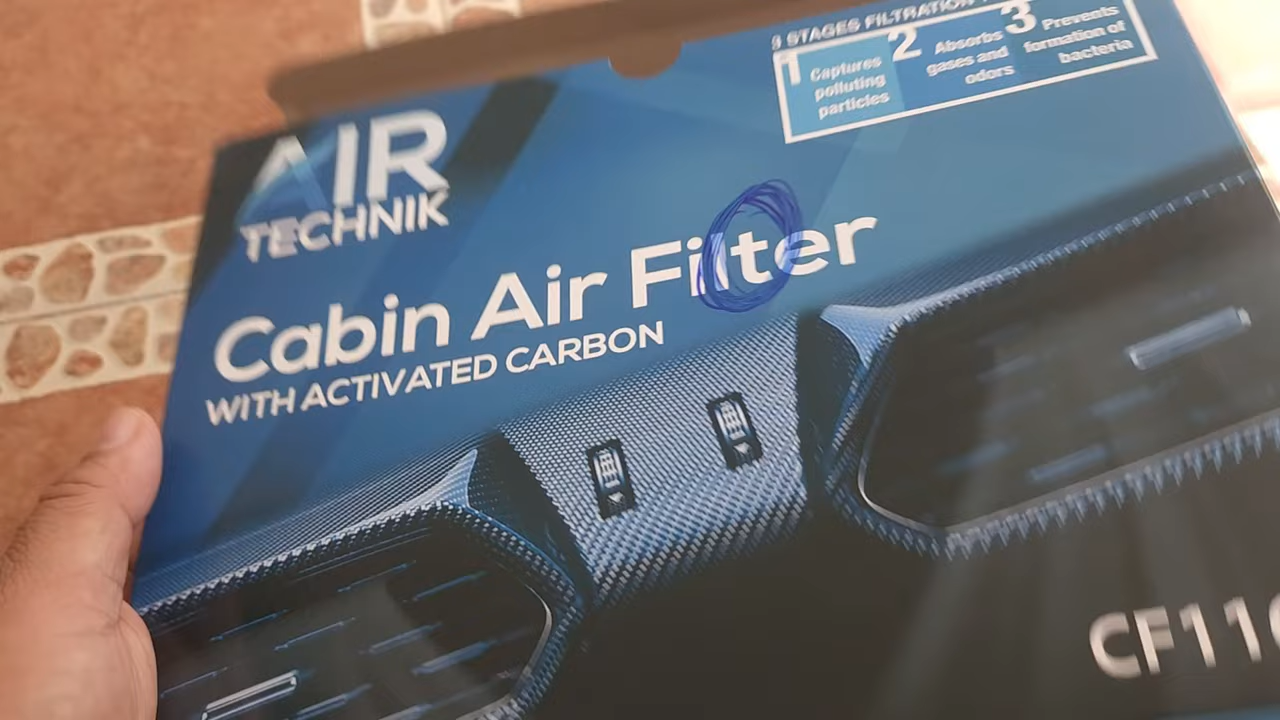 AIR
TECHNIK
3 STAGES FILTRATION
1 Captures
polluting
particles
2 Absorbs
gases and
odors
3 Prevents
formation of
bacteria
Cabin Air Filter
WITH ACTIVATED CARBON